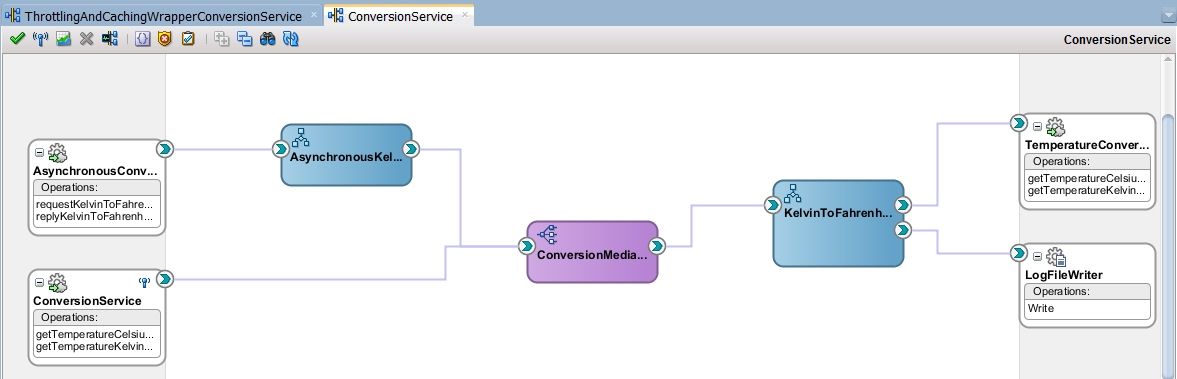 ThrottlingAndCachingWrapperConversionService
ConversionService
ConversionService
AsynchronousConv...
Operations:
requestKelvinToFahre...
replyKelvinToFahrenh...
ConversionService
Operations:
getTemperatureCelsiu...
getTemperatureKelvin...
AsynchronousKel...
ConversionMedia...
KelvinToFahrenh...
TemperatureConver...
Operations:
getTemperatureCelsiu...
getTemperatureKelvin...
LogFileWriter
Operations:
Write